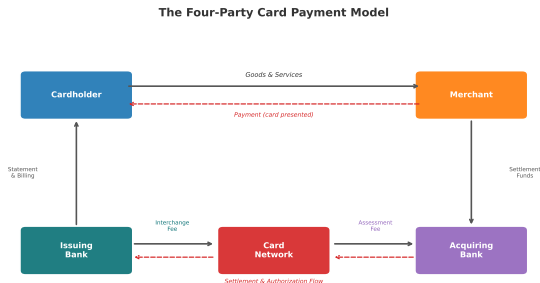 The Four-Party Card Payment Model
Goods & Services
Cardholder
Merchant
Payment (card presented)
Statement
& Billing
Settlement
Funds
Interchange
Fee
Assessment
Fee
Issuing
Bank
Card
Network
Acquiring
Bank
Settlement & Authorization Flow